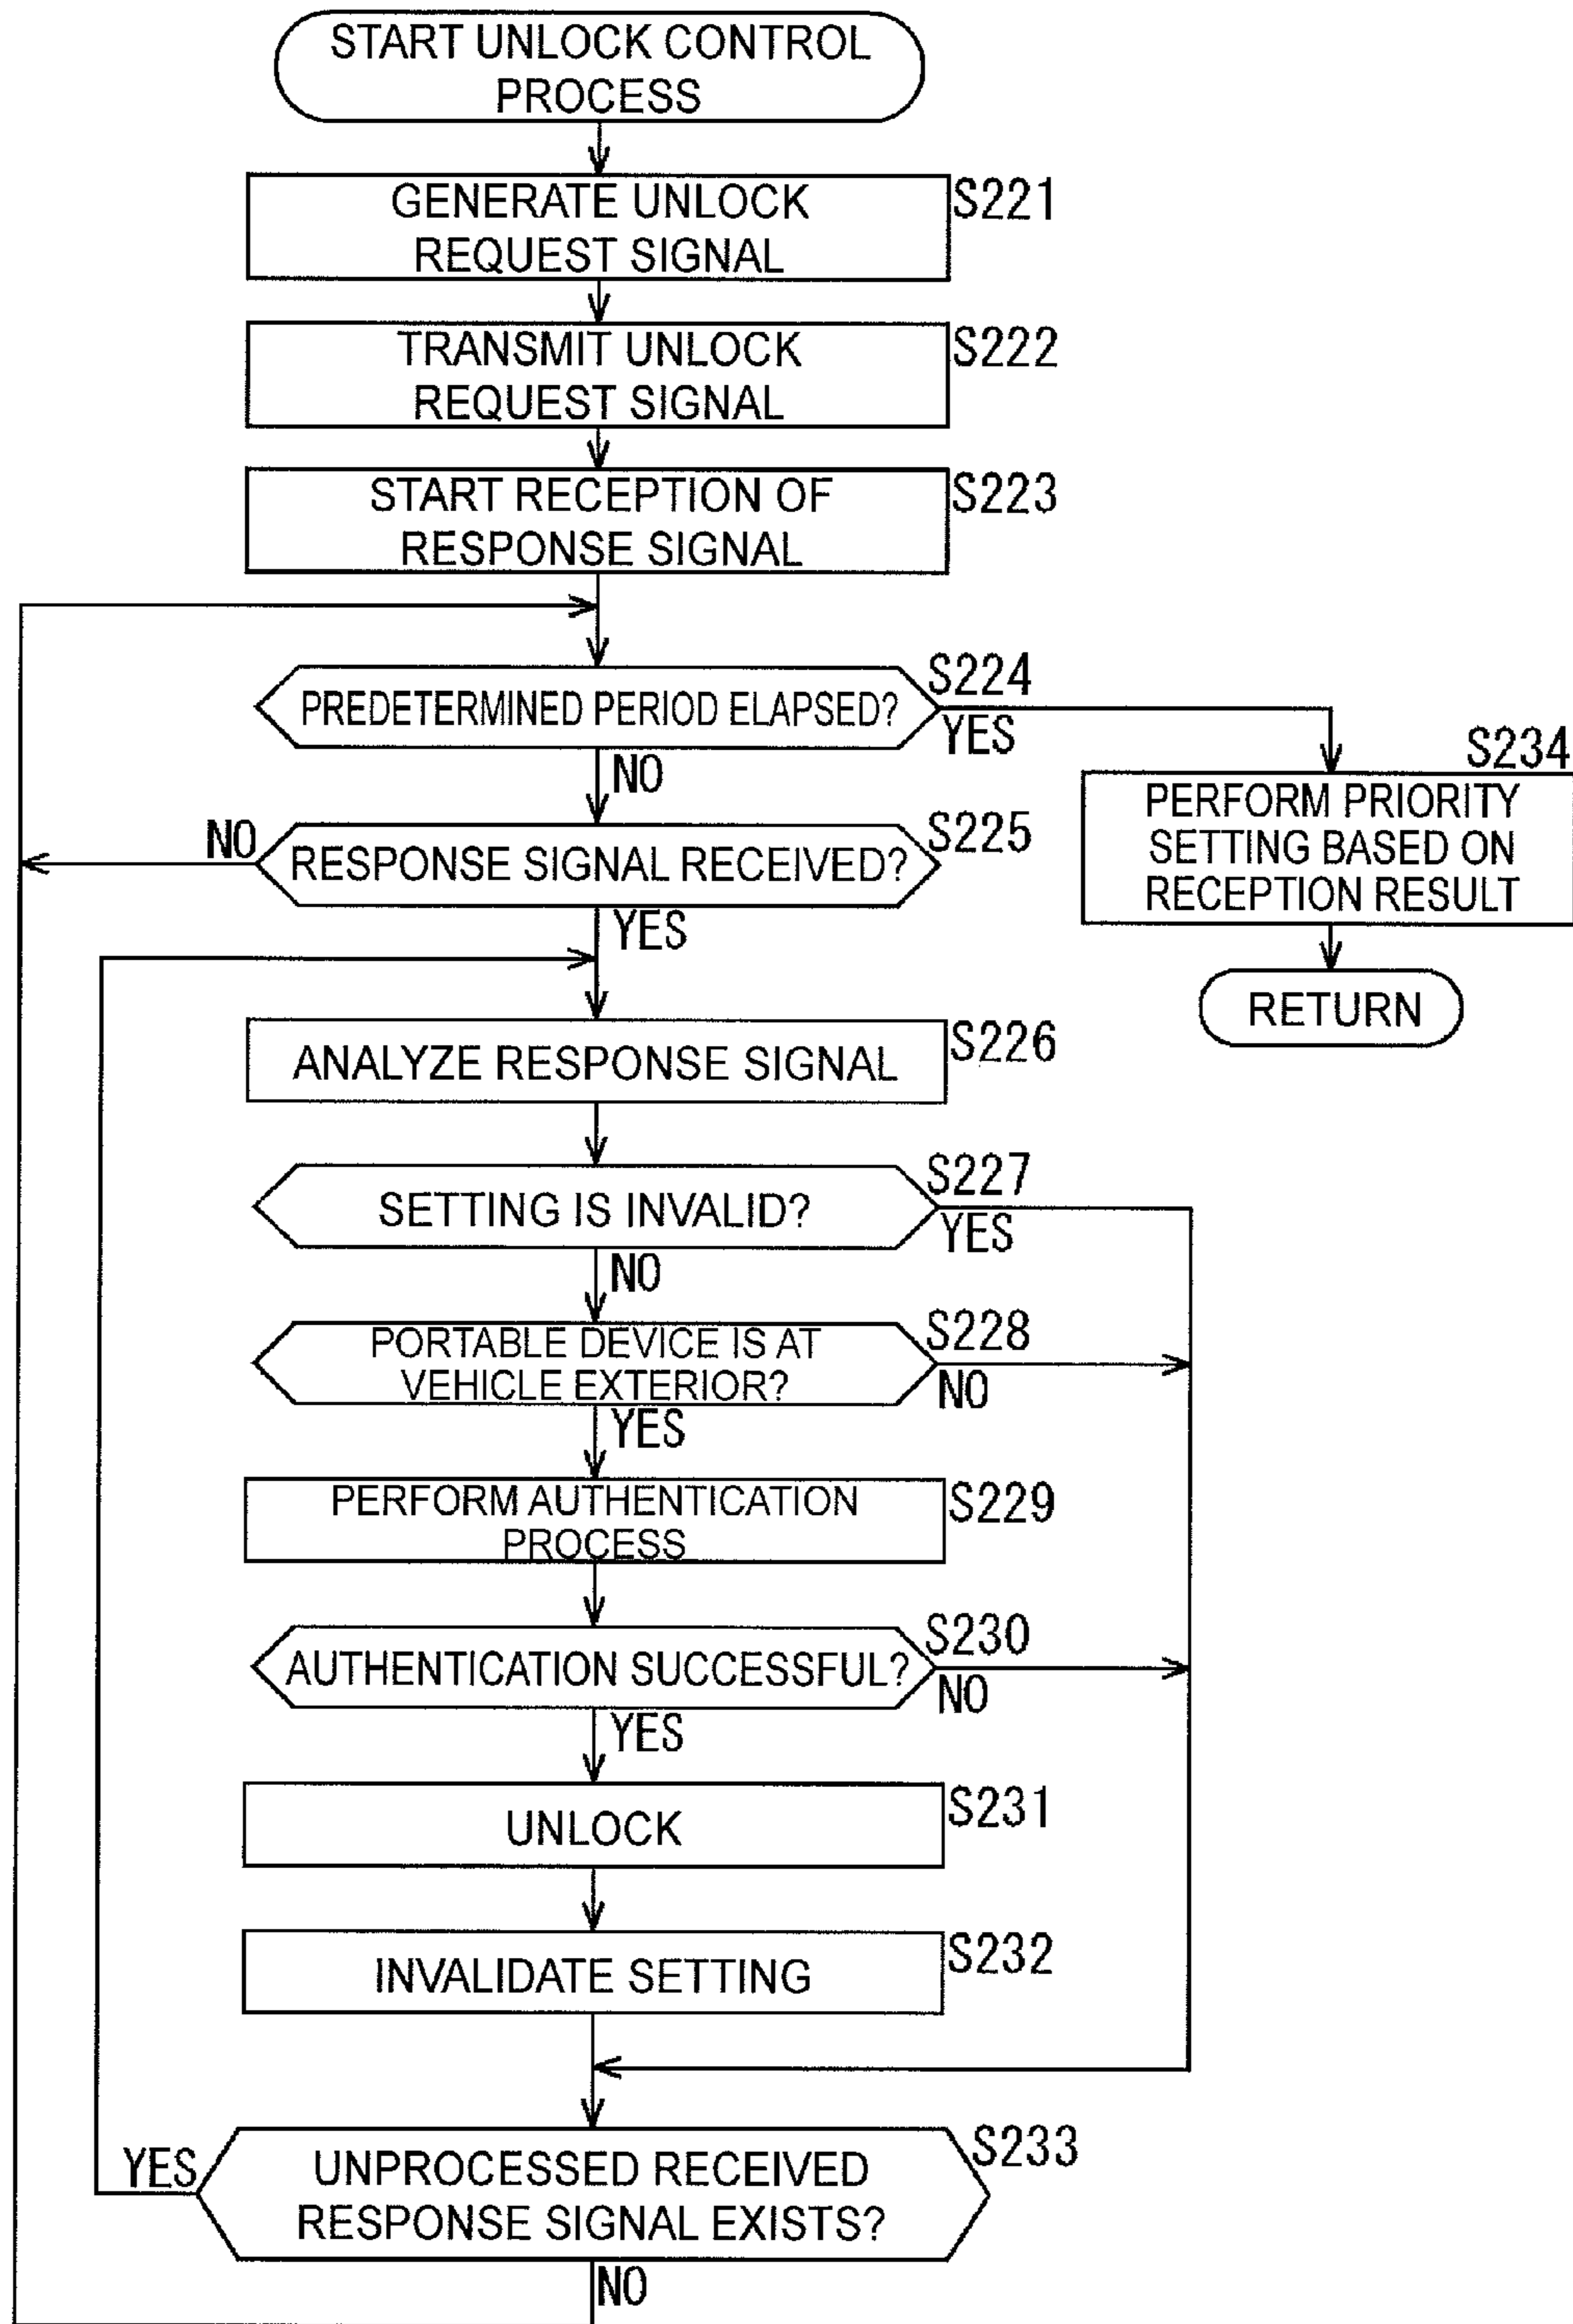 START UNLOCK CONTROL
PROCESS
GENERATE UNLOCK
REQUEST SIGNAL
S221
TRANSMIT UNLOCK
REQUEST SIGNAL
S222
START RECEPTION OF
RESPONSE SIGNAL
S223
PREDETERMINED PERIOD ELAPSED?
S224
YES
NO
S234
PERFORM PRIORITY
SETTING BASED ON
RECEPTION RESULT
RETURN
NO
RESPONSE SIGNAL RECEIVED?
S225
YES
ANALYZE RESPONSE SIGNAL
S226
SETTING IS INVALID?
S227
YES
NO
PORTABLE DEVICE IS AT
VEHICLE EXTERIOR?
S228
NO
YES
PERFORM AUTHENTICATION
PROCESS
S229
AUTHENTICATION SUCCESSFUL?
S230
NO
YES
UNLOCK
S231
INVALIDATE SETTING
S232
YES
UNPROCESSED RECEIVED
RESPONSE SIGNAL EXISTS?
S233
NO